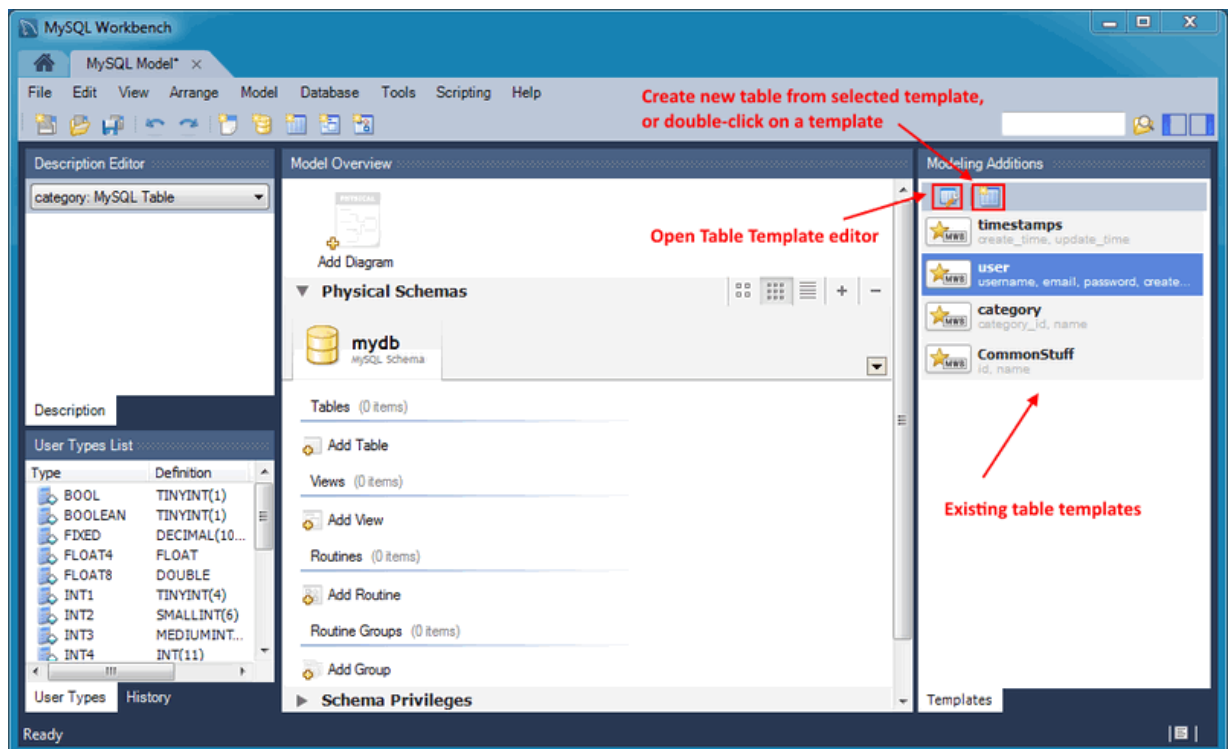 MySQL Workbench
MySQL Model* ×
File Edit View Arrange Model Database Tools Scripting Help
Create new table from selected template,
or double-click on a template
Description Editor
category: MySQL Table
Description
User Types List
Type Definition
BOOL TINYINT(1)
BOOLEAN TINYINT(1)
FIXED DECIMAL(10...
FLOAT4 FLOAT
FLOAT8 DOUBLE
INT1 TINYINT(4)
INT2 SMALLINT(6)
INT3 MEDIUMINT...
INT4 INT(11)
User Types History
Model Overview
PHYSICAL
Add Diagram
Open Table Template editor
Physical Schemas
mydb
MySQL Schema
Tables (0 items)
Add Table
Views (0 items)
Add View
Routines (0 items)
Add Routine
Routine Groups (0 items)
Add Group
Schema Privileges
Modeling Additions
MWB
timestamps
create_time, update_time
MWB
user
username, email, password, create...
MWB
category
category_id, name
MWB
CommonStuff
id, name
Existing table templates
Templates
Ready